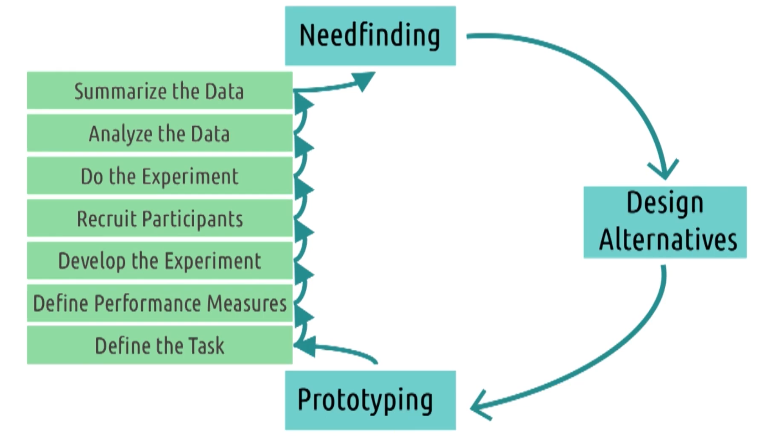 Needfinding
Summarize the Data
Analyze the Data
Do the Experiment
Recruit Participants
Develop the Experiment
Define Performance Measures
Define the Task
Design
Alternatives
Prototyping